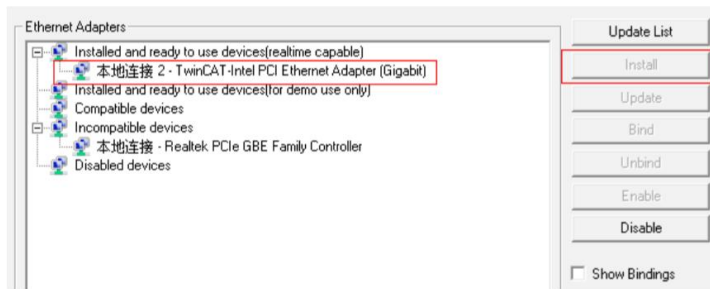 Ethernet Adapters
Update List
Installed and ready to use devices(realtime capable)
Install
本地连接 2 - TwinCAT-Intel PCI Ethernet Adapter (Gigabit)
Installed and ready to use devices(for demo use only)
Update
Compatible devices
Incompatible devices
Bind
本地连接 - Realtek PCIe GBE Family Controller
Disabled devices
Unbind
Enable
Disable
Show Bindings